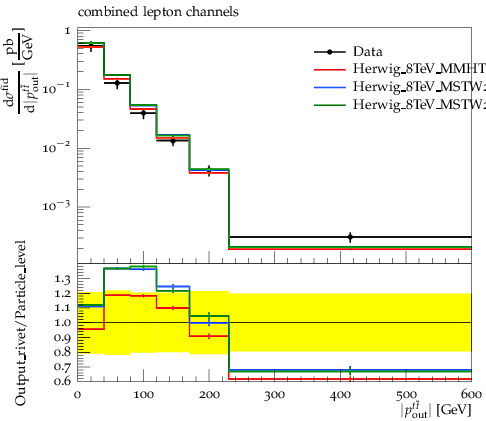 combined lepton channels
dσ^fid / d|p_out^tt̄| [pb/GeV]
1
10^−1
10^−2
10^−3
Data
Herwig_8TeV_MMHT
Herwig_8TeV_MSTW
Herwig_8TeV_MSTW
Output_rivet/Particle_level
1.3
1.2
1.1
1.0
0.9
0.8
0.7
0.6
0 100 200 300 400 500 600
|p_out^tt̄| [GeV]